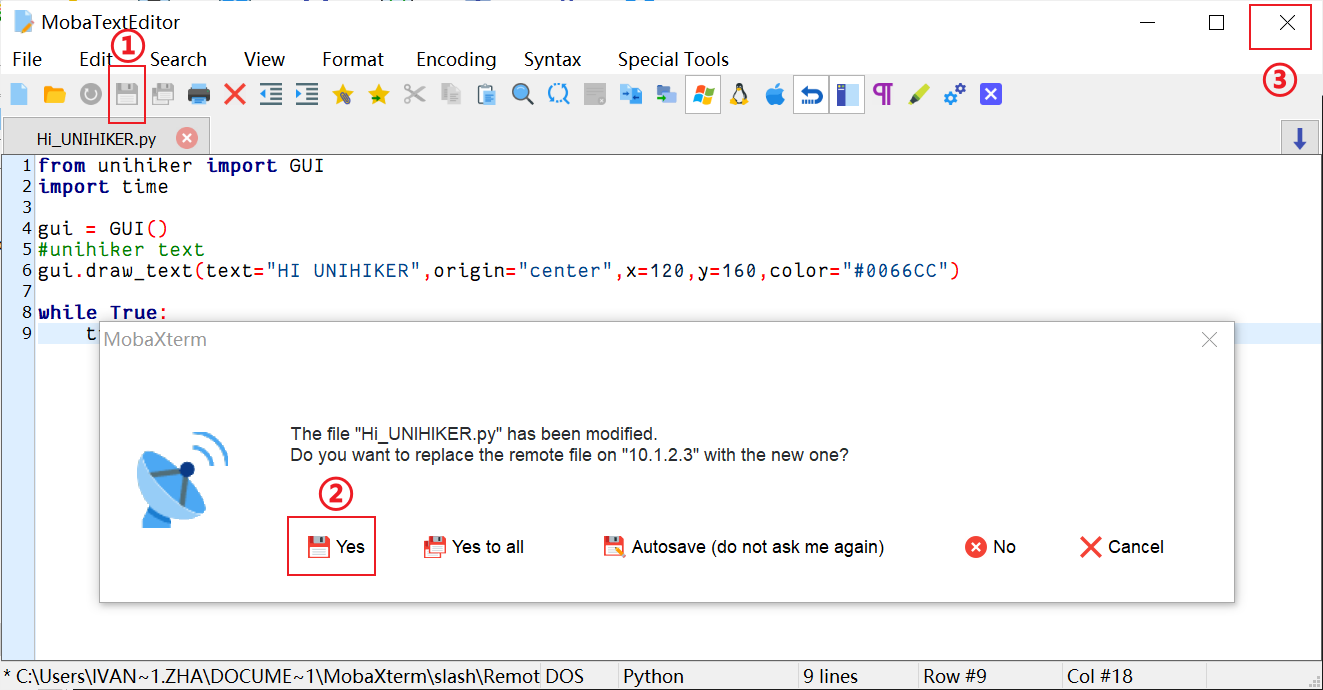 MobaTextEditor
①
③
File Edit Search View Format Encoding Syntax Special Tools
Hi_UNIHIKER.py
1 from unihiker import GUI
2 import time
3
4 gui = GUI()
5 #unihiker text
6 gui.draw_text(text="HI UNIHIKER",origin="center",x=120,y=160,color="#0066CC")
7
8 while True:
9 t
MobaXterm
The file "Hi_UNIHIKER.py" has been modified.
Do you want to replace the remote file on "10.1.2.3" with the new one?
②
Yes Yes to all Autosave (do not ask me again) No Cancel
* C:\Users\IVAN~1.ZHA\DOCUME~1\MobaXterm\slash\Remot DOS Python 9 lines Row #9 Col #18